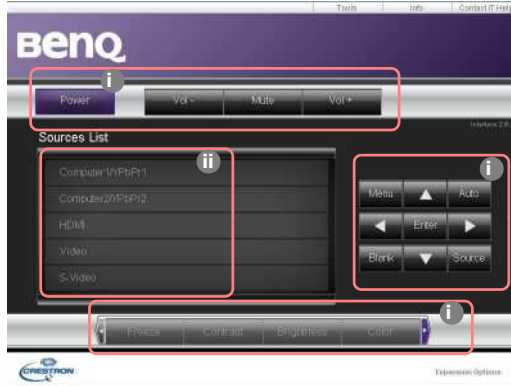 Tools Info Contact IT Help
BenQ
i
Power Vol - Mute Vol +
Interface 2.0
Sources List
ii
i
Computer1/YPbPr1
Computer2/YPbPr2
HDMI
Video
S-Video
Menu Auto
Enter
Blank Source
i
Freeze Contrast Brightness Color
CRESTRON
Expansion Options